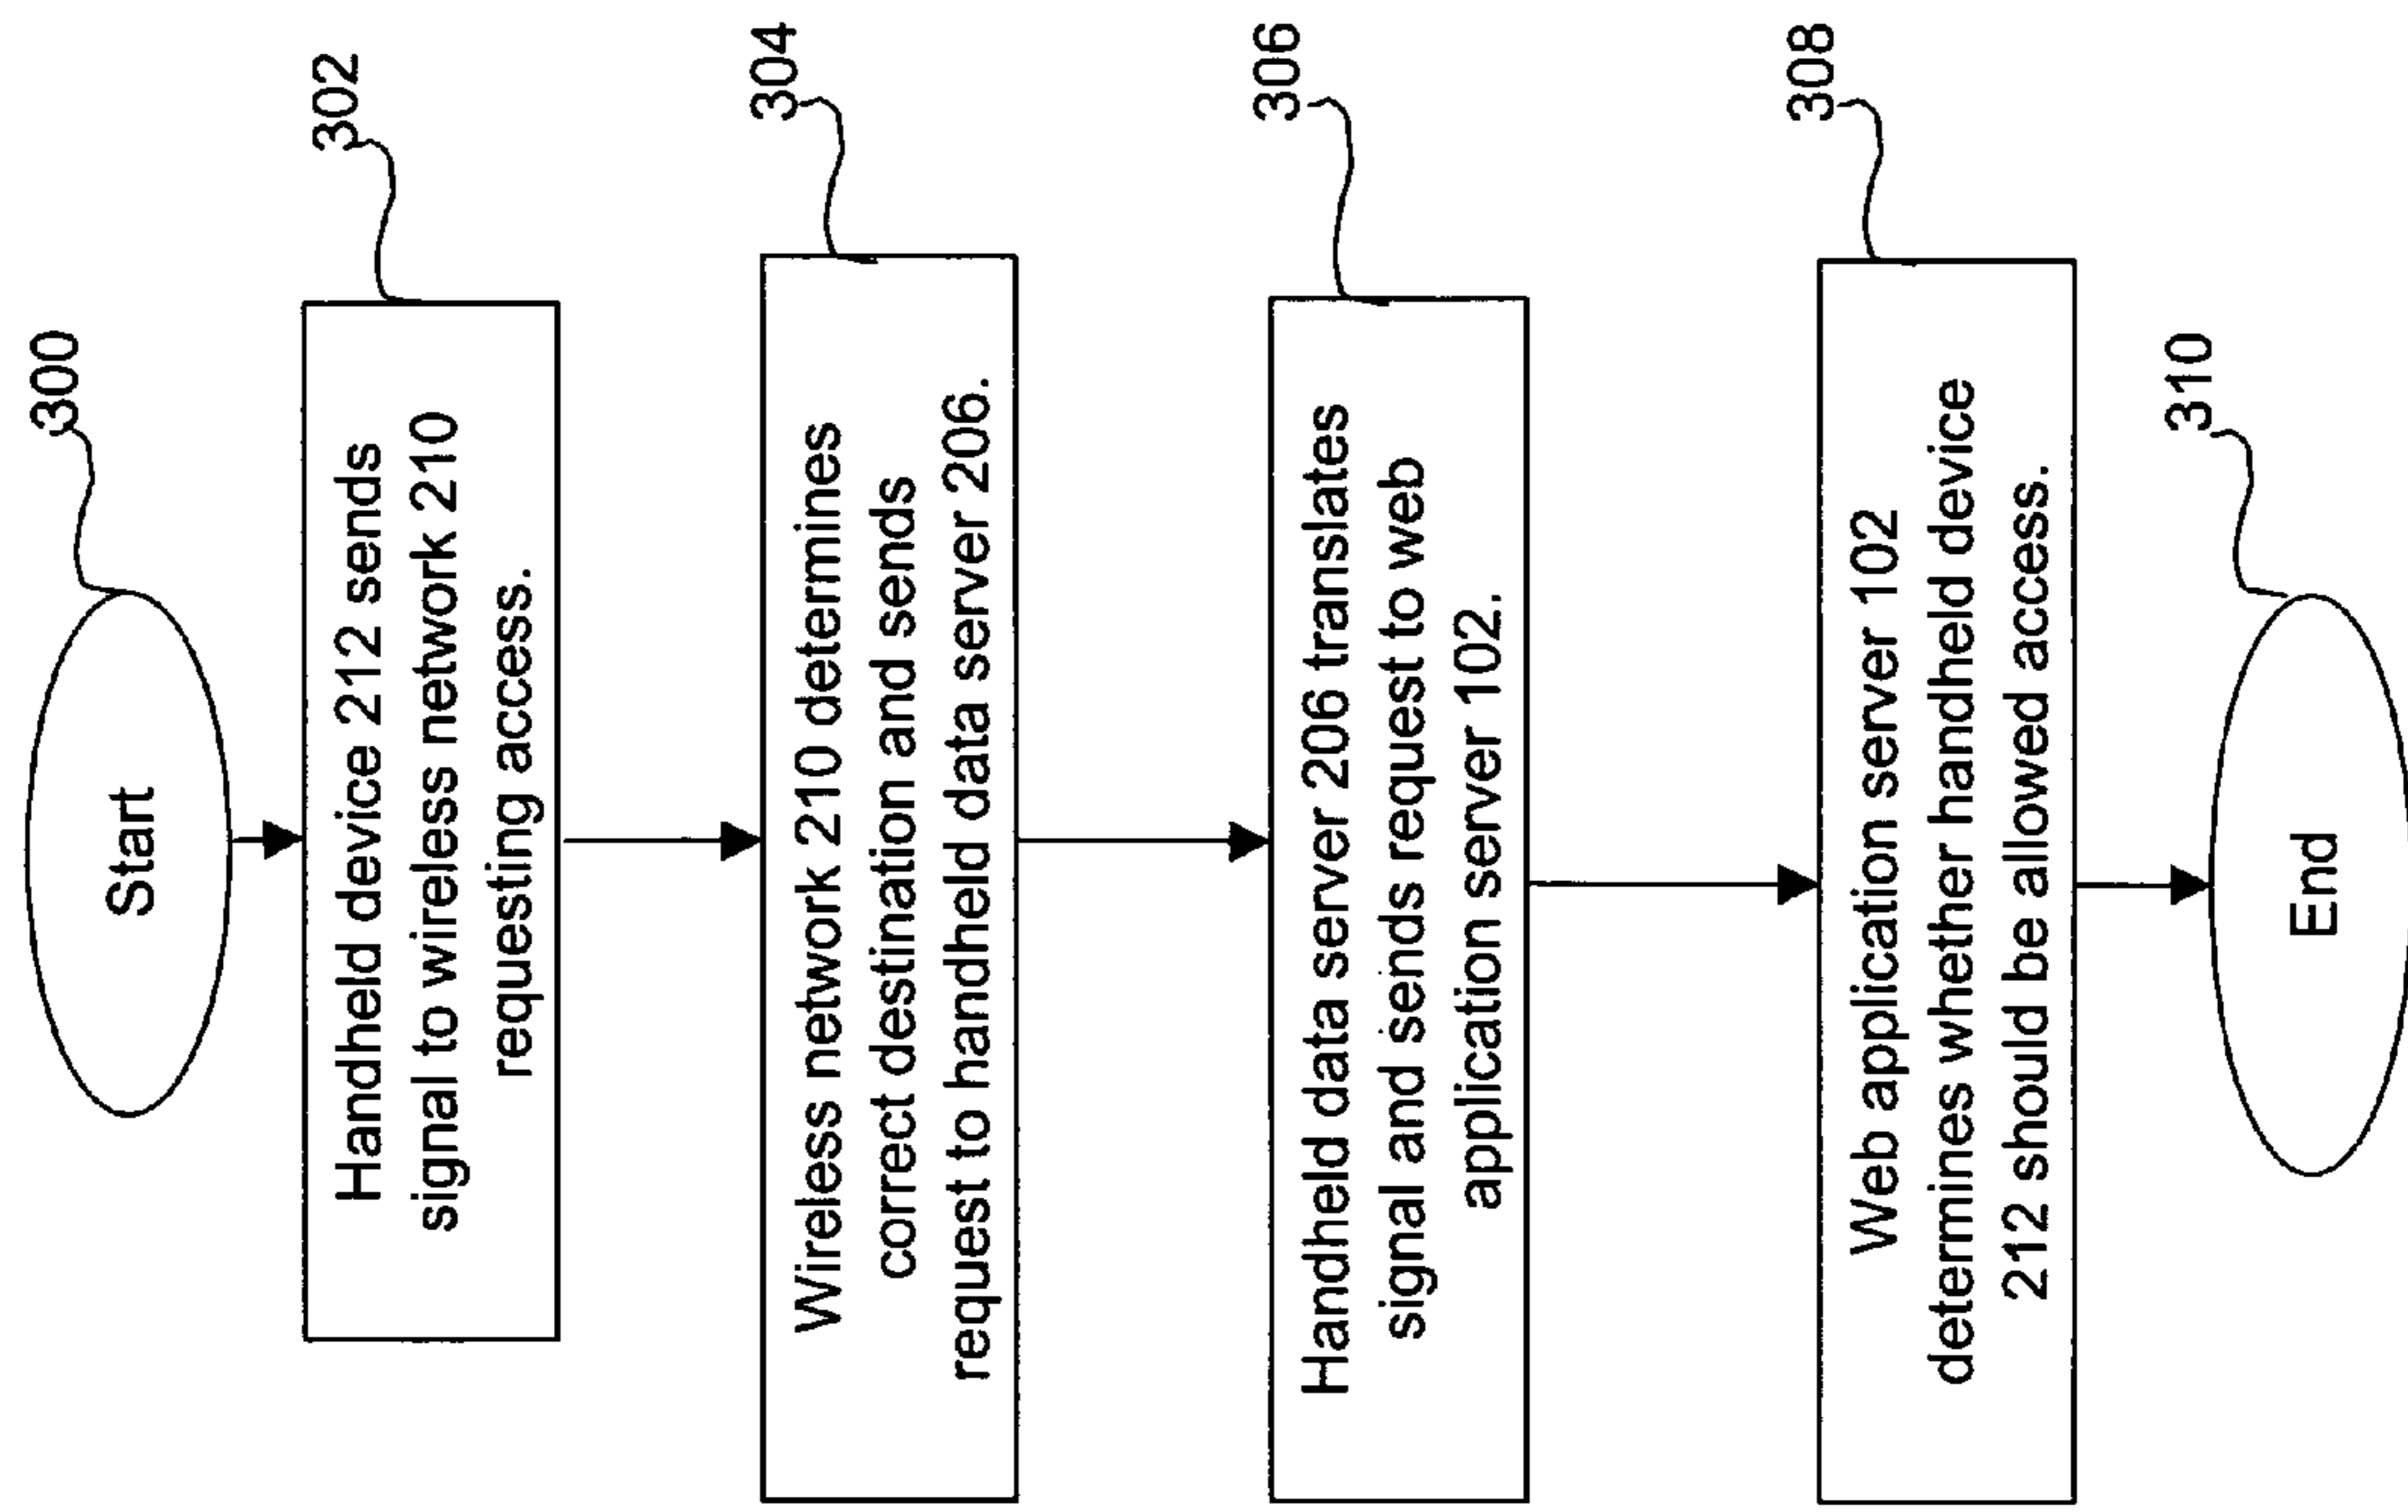 300
Start
302
Handheld device 212 sends
signal to wireless network 210
requesting access.
304
Wireless network 210 determines
correct destination and sends
request to handheld data server 206.
306
Handheld data server 206 translates
signal and sends request to web
application server 102.
308
Web application server 102
determines whether handheld device
212 should be allowed access.
310
End